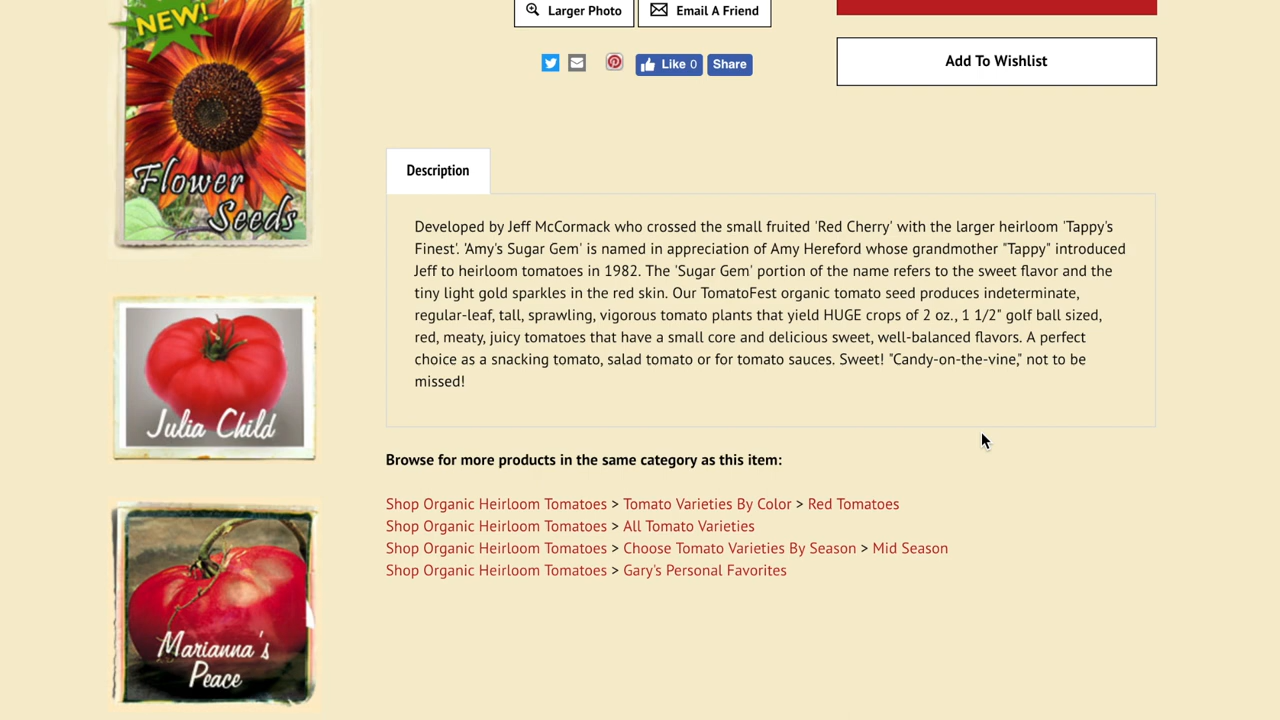 NEW!
Flower
Seeds
Julia Child
Marianna's
Peace
Larger Photo
Email A Friend
Like 0
Share
Add To Wishlist
Description
Developed by Jeff McCormack who crossed the small fruited 'Red Cherry' with the larger heirloom 'Tappy's
Finest'. 'Amy's Sugar Gem' is named in appreciation of Amy Hereford whose grandmother "Tappy" introduced
Jeff to heirloom tomatoes in 1982. The 'Sugar Gem' portion of the name refers to the sweet flavor and the
tiny light gold sparkles in the red skin. Our TomatoFest organic tomato seed produces indeterminate,
regular-leaf, tall, sprawling, vigorous tomato plants that yield HUGE crops of 2 oz., 1 1/2" golf ball sized,
red, meaty, juicy tomatoes that have a small core and delicious sweet, well-balanced flavors. A perfect
choice as a snacking tomato, salad tomato or for tomato sauces. Sweet! "Candy-on-the-vine," not to be
missed!
Browse for more products in the same category as this item:
Shop Organic Heirloom Tomatoes > Tomato Varieties By Color > Red Tomatoes
Shop Organic Heirloom Tomatoes > All Tomato Varieties
Shop Organic Heirloom Tomatoes > Choose Tomato Varieties By Season > Mid Season
Shop Organic Heirloom Tomatoes > Gary's Personal Favorites